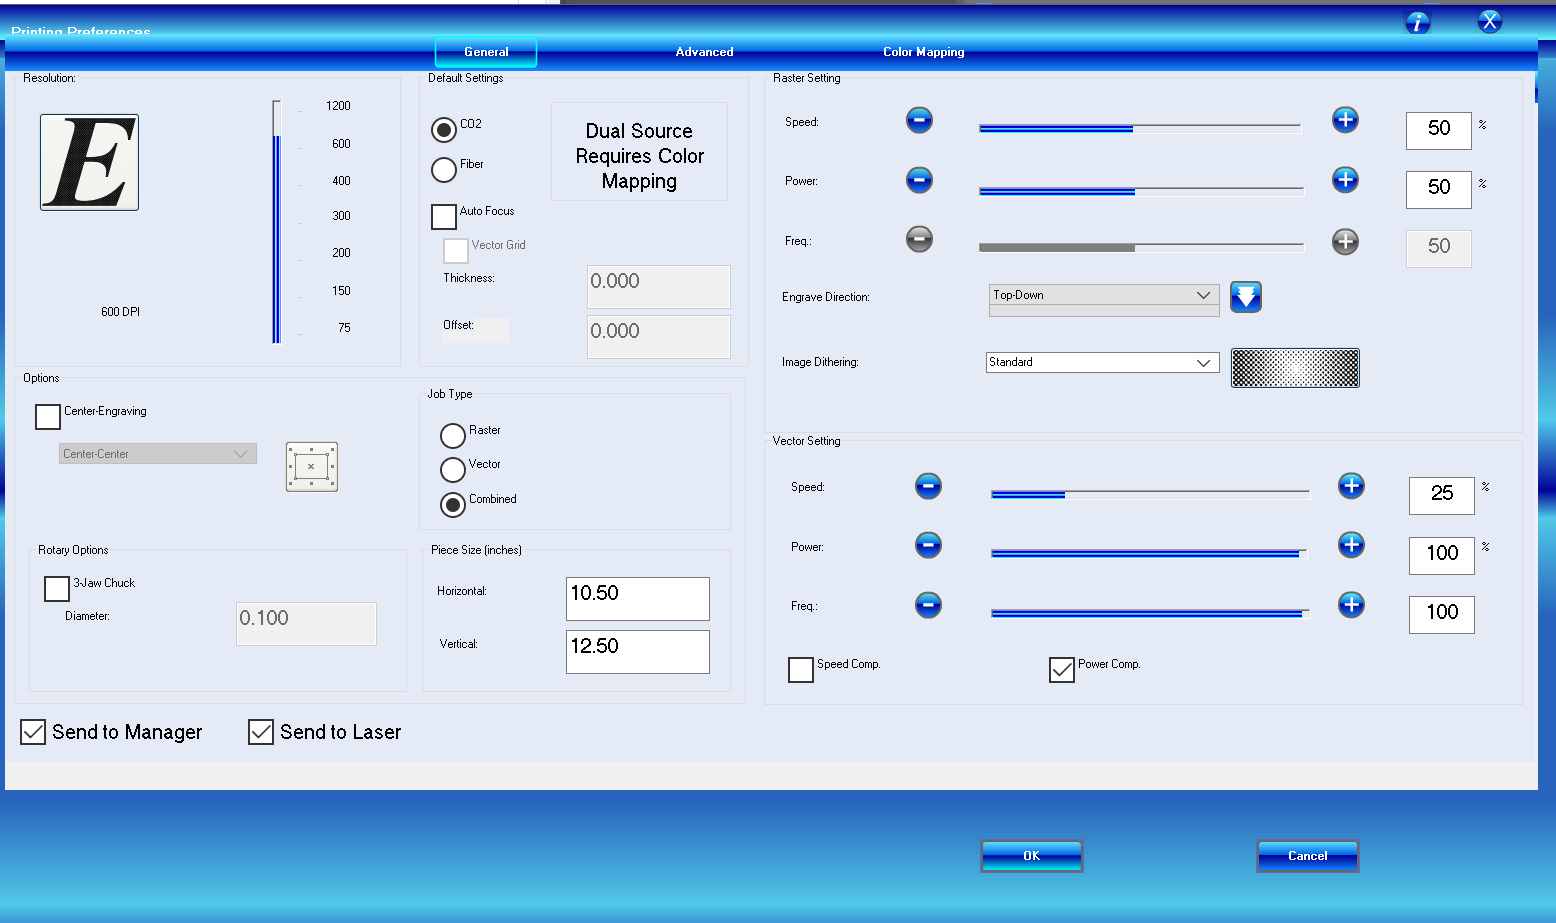 Printing Preferences
i
X
General
Advanced
Color Mapping
Resolution:
E
1200
600
400
300
200
150
75
600 DPI
Default Settings
CO2
Fiber
Dual Source
Requires Color
Mapping
Auto Focus
Vector Grid
Thickness:
0.000
Offset:
0.000
Raster Setting
Speed:
50
%
Power:
50
%
Freq.:
50
Engrave Direction:
Top-Down
Image Dithering:
Standard
Options
Center-Engraving
Center-Center
Job Type
Raster
Vector
Combined
Rotary Options
3-Jaw Chuck
Diameter:
0.100
Piece Size (inches)
Horizontal:
10.50
Vertical:
12.50
Vector Setting
Speed:
25
%
Power:
100
%
Freq.:
100
Speed Comp.
Power Comp.
Send to Manager
Send to Laser
OK
Cancel